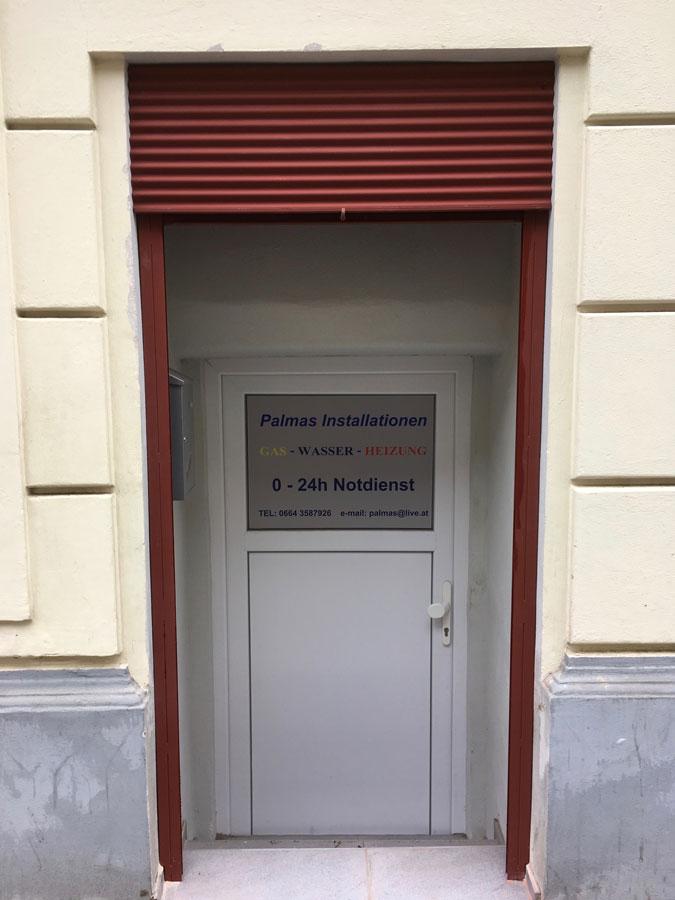 Palmas Installationen
GAS - WASSER - HEIZUNG
0 - 24h Notdienst
TEL: 0664 3587926 e-mail: palmas@live.at